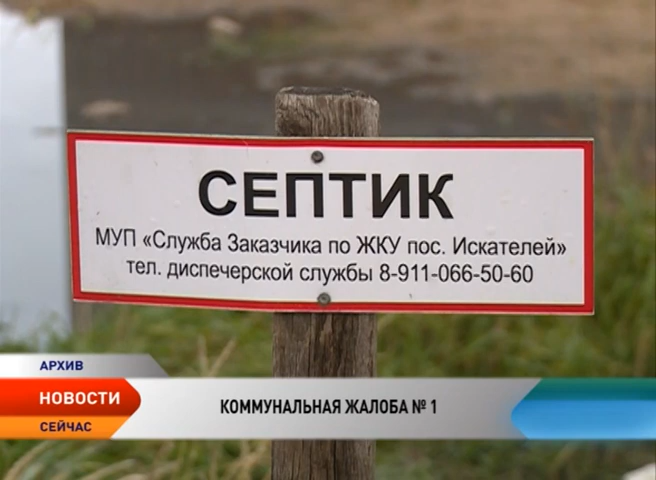 СЕПТИК
МУП «Служба Заказчика по ЖКУ пос. Искателей»
тел. диспечерской службы 8-911-066-50-60
АРХИВ
НОВОСТИ
КОММУНАЛЬНАЯ ЖАЛОБА № 1
СЕЙЧАС